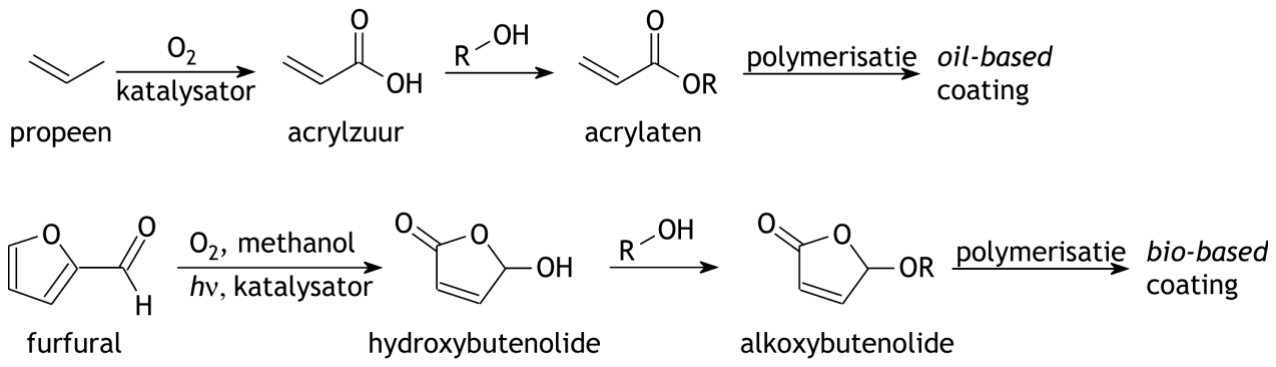 O₂
katalysator
propeen
O
OH
acrylzuur
R OH
O
OR
acrylaten
polymerisatie
oil-based
coating
O
O
H
furfural
O₂, methanol
hν, katalysator
O
O
OH
hydroxybutenolide
R OH
O
O
OR
alkoxybutenolide
polymerisatie
bio-based
coating